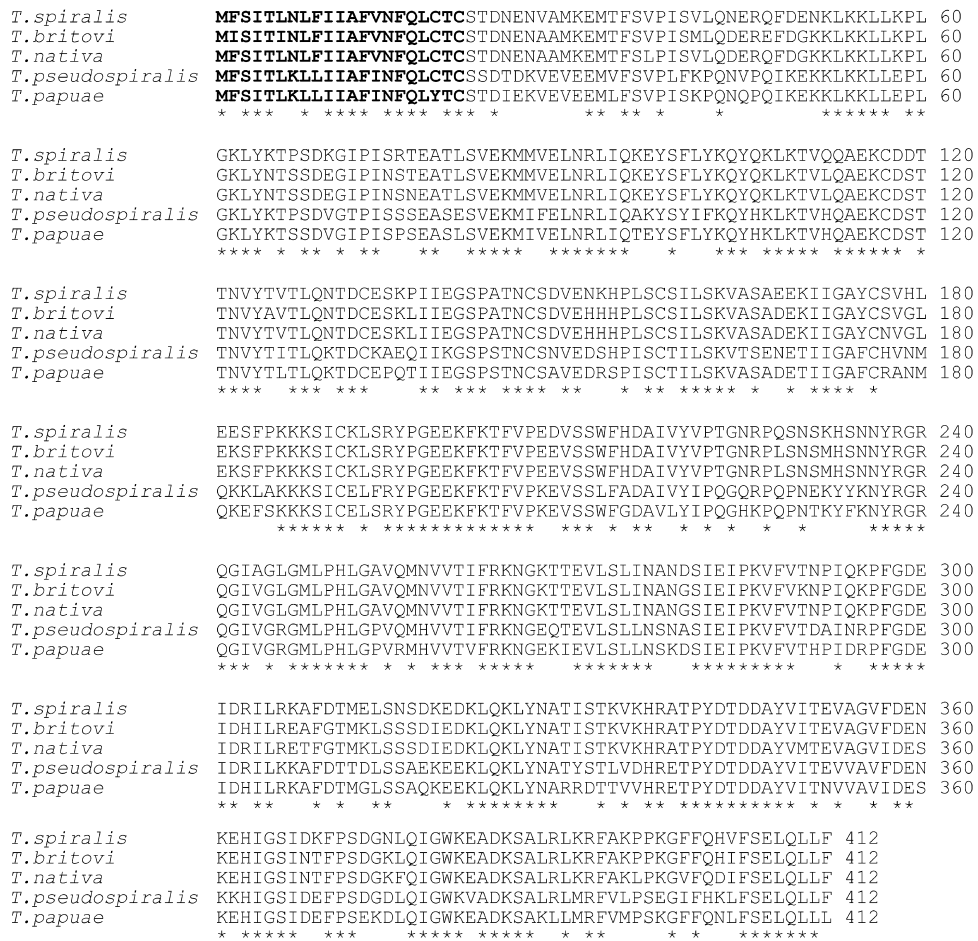 T.spiralis MFSITLNLFIIAFVNFQLCTCSTDNENVAMKEMTFSVPISVLQNERQFDENKLKKLLKPL 60
T.britovi MISITINLFIIAFVNFQLCTCSTDNENAAMKEMTFSVPISMLQDEREFDGKKLKKLLKPL 60
T.nativa MFSITLNLFIIAFVNFQLCTCSTDNENAAMKEMTFSLPISVLQDERQFDGKKLKKLLKPL 60
T.pseudospiralis MFSITLKLLIIAFINFQLCTCSSDTDKVEVEEMVFSVPLFKPQNVPQIKEKKLKKLLEPL 60
T.papuae MFSITLKLLIIAFINFQLYTCSTDIEKVEVEEMLFSVPISKPQNQPQIKEKKLKKLLEPL 60
* ***  * **** **** *** *       ** ** *     *        ****** **
T.spiralis GKLYKTPSDKGIPISRTEATLSVEKMMVELNRLIQKEYSFLYKQYQKLKTVQQAEKCDDT 120
T.britovi GKLYNTSSDEGIPINSTEATLSVEKMMVELNRLIQKEYSFLYKQYQKLKTVLQAEKCDST 120
T.nativa GKLYNTSSDEGIPINSNEATLSVEKMMVELNRLIQKEYSFLYKQYQKLKTVLQAEKCDST 120
T.pseudospiralis GKLYKTPSDVGTPISSSEASESVEKMIFELNRLIQAKYSYIFKQYHKLKTVHQAEKCDST 120
T.papuae GKLYKTSSDVGIPISPSEASLSVEKMIVELNRLIQTEYSFLYKQYHKLKTVHQAEKCDST 120
**** * ** * **   **  *****  *******  **   *** ***** ****** *
T.spiralis TNVYTVTLQNTDCESKPIIEGSPATNCSDVENKHPLSCSILSKVASAEEKIIGAYCSVHL 180
T.britovi TNVYAVTLQNTDCESKLIIEGSPATNCSDVEHHHPLSCSILSKVASADEKIIGAYCSVGL 180
T.nativa TNVYTVTLQNTDCESKLIIEGSPATNCSDVEHHHPLSCSILSKVASADEKIIGAYCNVGL 180
T.pseudospiralis TNVYTITLQKTDCKAEQIIKGSPSTNCSNVEDSHPISCTILSKVTSENETIIGAFCHVNM 180
T.papuae TNVYTLTLQKTDCEPQTIIEGSPSTNCSAVEDRSPISCTILSKVASADETIIGAFCRANM 180
****  *** ***    ** *** **** **   * ** ***** *  * **** *
T.spiralis EESFPKKKSICKLSRYPGEEKFKTFVPEDVSSWFHDAIVYVPTGNRPQSNSKHSNNYRGR 240
T.britovi EKSFPKKKSICKLSRYPGEEKFKTFVPEEVSSWFHDAIVYVPTGNRPLSNSMHSNNYRGR 240
T.nativa EKSFPKKKSICKLSRYPGEEKFKTFVPEEVSSWFHDAIVYVPTGNRPLSNSMHSNNYRGR 240
T.pseudospiralis QKKLAKKKSICELFRYPGEEKFKTFVPKEVSSLFADAIVYIPQGQRPQPNEKYYKNYRGR 240
T.papuae QKEFSKKKSICELSRYPGEEKFKTFVPKEVSSWFGDAVLYIPQGHKPQPNTKYFKNYRGR 240
     ****** * *************  *** * **  * * *  *  *     *****
T.spiralis QGIAGLGMLPHLGAVQMNVVTIFRKNGKTTEVLSLINANDSIEIPKVFVTNPIQKPFGDE 300
T.britovi QGIVGLGMLPHLGAVQMNVVTIFRKNGKTTEVLSLINANGSIEIPKVFVKNPIQKPFGDE 300
T.nativa QGIVGLGMLPHLGAVQMNVVTIFRKNGKTTEVLSLINANGSIEIPKVFVTNPIQKPFGDE 300
T.pseudospiralis QGIVGRGMLPHLGPVQMHVVTIFRKNGEQTEVLSLLNSNASIEIPKVFVTDAINRPFGDE 300
T.papuae QGIVGRGMLPHLGPVRMHVVTVFRKNGEKIEVLSLLNSKDSIEIPKVFVTHPIDRPFGDE 300
*** * ******* * * *** *****   ***** *   *********   *  *****
T.spiralis IDRILRKAFDTMELSNSDKEDKLQKLYNATISTKVKHRATPYDTDDAYVITEVAGVFDEN 360
T.britovi IDHILREAFDTMKLSSSDIEDKLQKLYNATISTKVKHRATPYDTDDAYVITEVAGVFDEN 360
T.nativa IDRILRETFGTMKLSSSDIEDKLQKLYNATISTKVKHRATPYDTDDAYVMTEVAGVIDES 360
T.pseudospiralis IDRILKKAFDTTDLSSAEKEEKLQKLYNATYSTLVDHRETPYDTDDAYVITEVVAVFDEN 360
T.papuae IDHILRKAFDTMGLSSAQKEEKLQKLYNARRDTTVVHRETPYDTDDAYVITNVVAVIDES 360
** **   * *  **    * *******    * * ** ********** * *  * **
T.spiralis KEHIGSIDKFPSDGNLQIGWKEADKSALRLKRFAKPPKGFFQHVFSELQLLF 412
T.britovi KEHIGSINTFPSDGKLQIGWKEADKSALRLKRFAKPPKGFFQHIFSELQLLF 412
T.nativa KEHIGSINTFPSDGKFQIGWKEADKSALRLKRFAKLPKGVFQDIFSELQLLF 412
T.pseudospiralis KKHIGSIDEFPSDGDLQIGWKVADKSALRLMRFVLPSEGIFHKLFSELQLLF 412
T.papuae KEHIGSIDEFPSEKDLQIGWKEADKSAKLLMRFVMPSKGFFQNLFSELQLLL 412
* *****  ***    ***** *****  * **      * *   *******